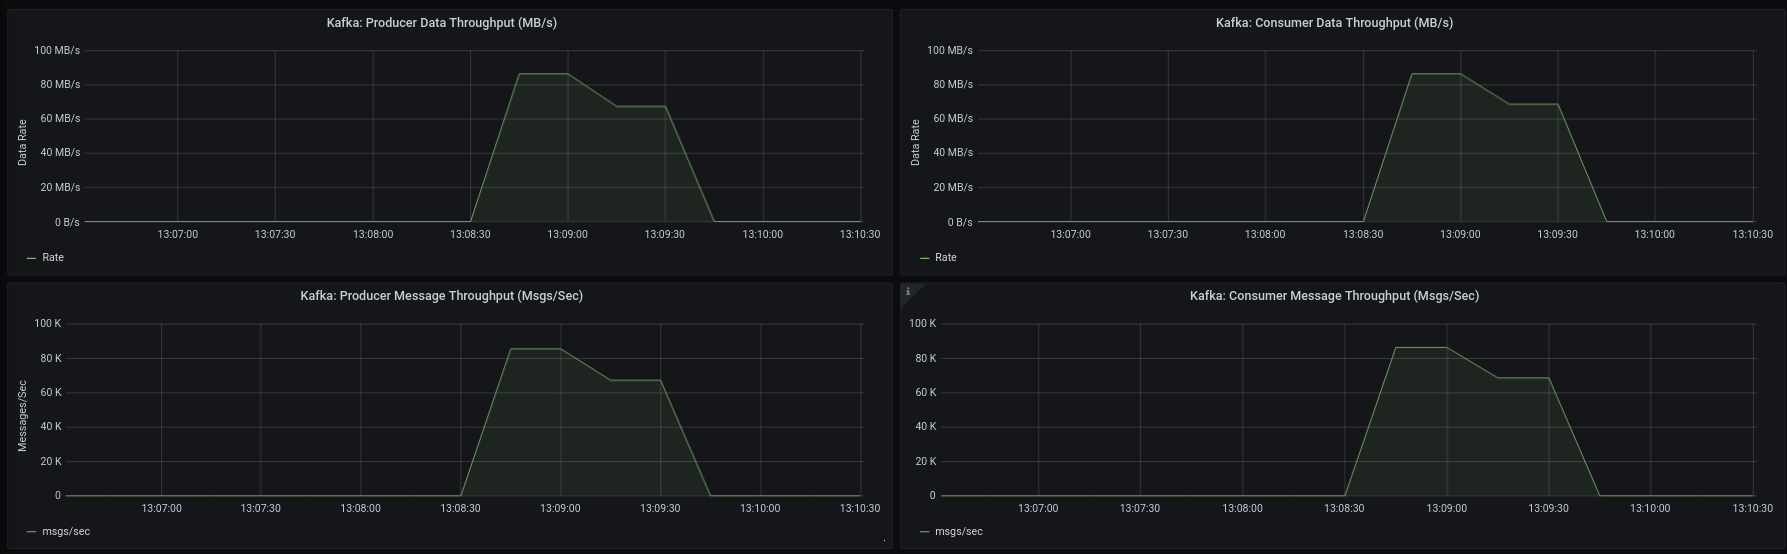 Kafka: Producer Data Throughput (MB/s)
100 MB/s
80 MB/s
60 MB/s
40 MB/s
20 MB/s
0 B/s
Data Rate
13:07:00 13:07:30 13:08:00 13:08:30 13:09:00 13:09:30 13:10:00 13:10:30
Rate
Kafka: Consumer Data Throughput (MB/s)
100 MB/s
80 MB/s
60 MB/s
40 MB/s
20 MB/s
0 B/s
Data Rate
13:07:00 13:07:30 13:08:00 13:08:30 13:09:00 13:09:30 13:10:00 13:10:30
Rate
Kafka: Producer Message Throughput (Msgs/Sec)
100 K
80 K
60 K
40 K
20 K
0
Messages/Sec
13:07:00 13:07:30 13:08:00 13:08:30 13:09:00 13:09:30 13:10:00 13:10:30
msgs/sec
i
Kafka: Consumer Message Throughput (Msgs/Sec)
100 K
80 K
60 K
40 K
20 K
0
13:07:00 13:07:30 13:08:00 13:08:30 13:09:00 13:09:30 13:10:00 13:10:30
msgs/sec